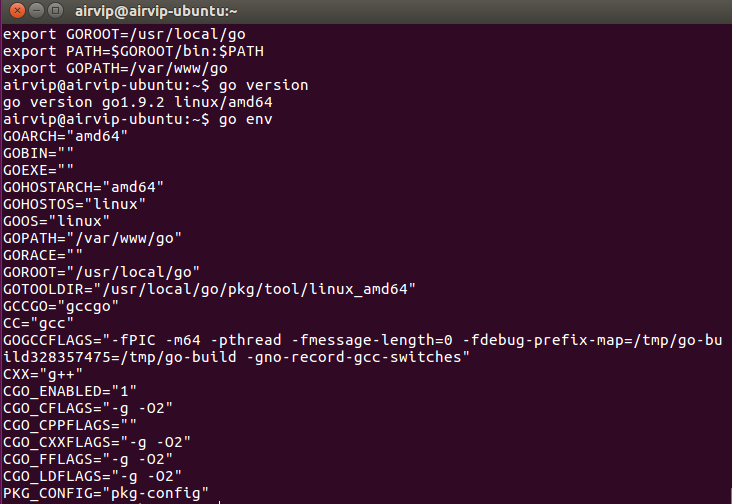 airvip@airvip-ubuntu:~
export GOROOT=/usr/local/go
export PATH=$GOROOT/bin:$PATH
export GOPATH=/var/www/go
airvip@airvip-ubuntu:~$ go version
go version go1.9.2 linux/amd64
airvip@airvip-ubuntu:~$ go env
GOARCH="amd64"
GOBIN=""
GOEXE=""
GOHOSTARCH="amd64"
GOHOSTOS="linux"
GOOS="linux"
GOPATH="/var/www/go"
GORACE=""
GOROOT="/usr/local/go"
GOTOOLDIR="/usr/local/go/pkg/tool/linux_amd64"
GCCGO="gccgo"
CC="gcc"
GOGCCFLAGS="-fPIC -m64 -pthread -fmessage-length=0 -fdebug-prefix-map=/tmp/go-bu
ild328357475=/tmp/go-build -gno-record-gcc-switches"
CXX="g++"
CGO_ENABLED="1"
CGO_CFLAGS="-g -O2"
CGO_CPPFLAGS=""
CGO_CXXFLAGS="-g -O2"
CGO_FFLAGS="-g -O2"
CGO_LDFLAGS="-g -O2"
PKG_CONFIG="pkg-config"